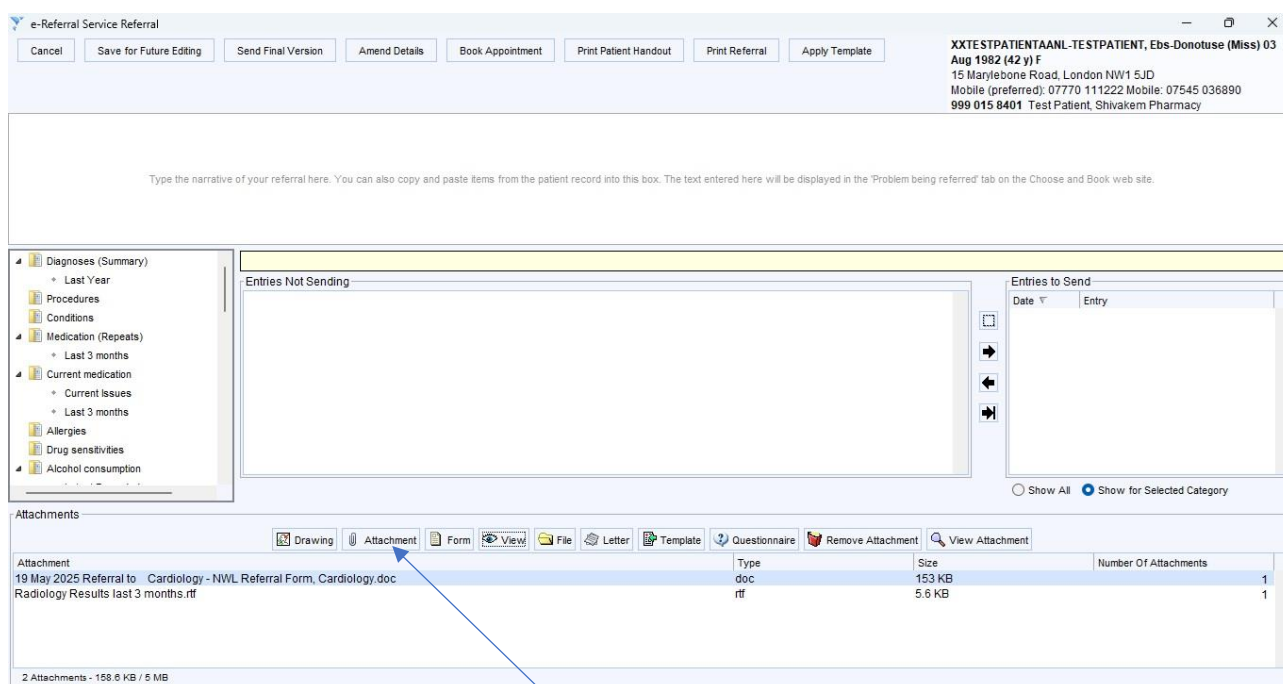 e-Referral Service Referral
Cancel Save for Future Editing Send Final Version Amend Details Book Appointment Print Patient Handout Print Referral Apply Template
XXTESTPATIENTAANL-TESTPATIENT, Ebs-Donotuse (Miss) 03
Aug 1982 (42 y) F
15 Marylebone Road, London NW1 5JD
Mobile (preferred): 07770 111222 Mobile: 07545 036890
999 015 8401 Test Patient, Shivakem Pharmacy
Type the narrative of your referral here. You can also copy and paste items from the patient record into this box. The text entered here will be displayed in the 'Problem being referred' tab on the Choose and Book web site.
Diagnoses (Summary)
Last Year
Procedures
Conditions
Medication (Repeats)
Last 3 months
Current medication
Current Issues
Last 3 months
Allergies
Drug sensitivities
Alcohol consumption
Entries Not Sending
Entries to Send
Date Entry
Show All Show for Selected Category
Attachments
Drawing Attachment Form View File Letter Template Questionnaire Remove Attachment View Attachment
Attachment Type Size Number Of Attachments
19 May 2025 Referral to Cardiology - NWL Referral Form, Cardiology.doc doc 153 KB 1
Radiology Results last 3 months.rtf rtf 5.6 KB 1
2 Attachments - 158.6 KB / 5 MB